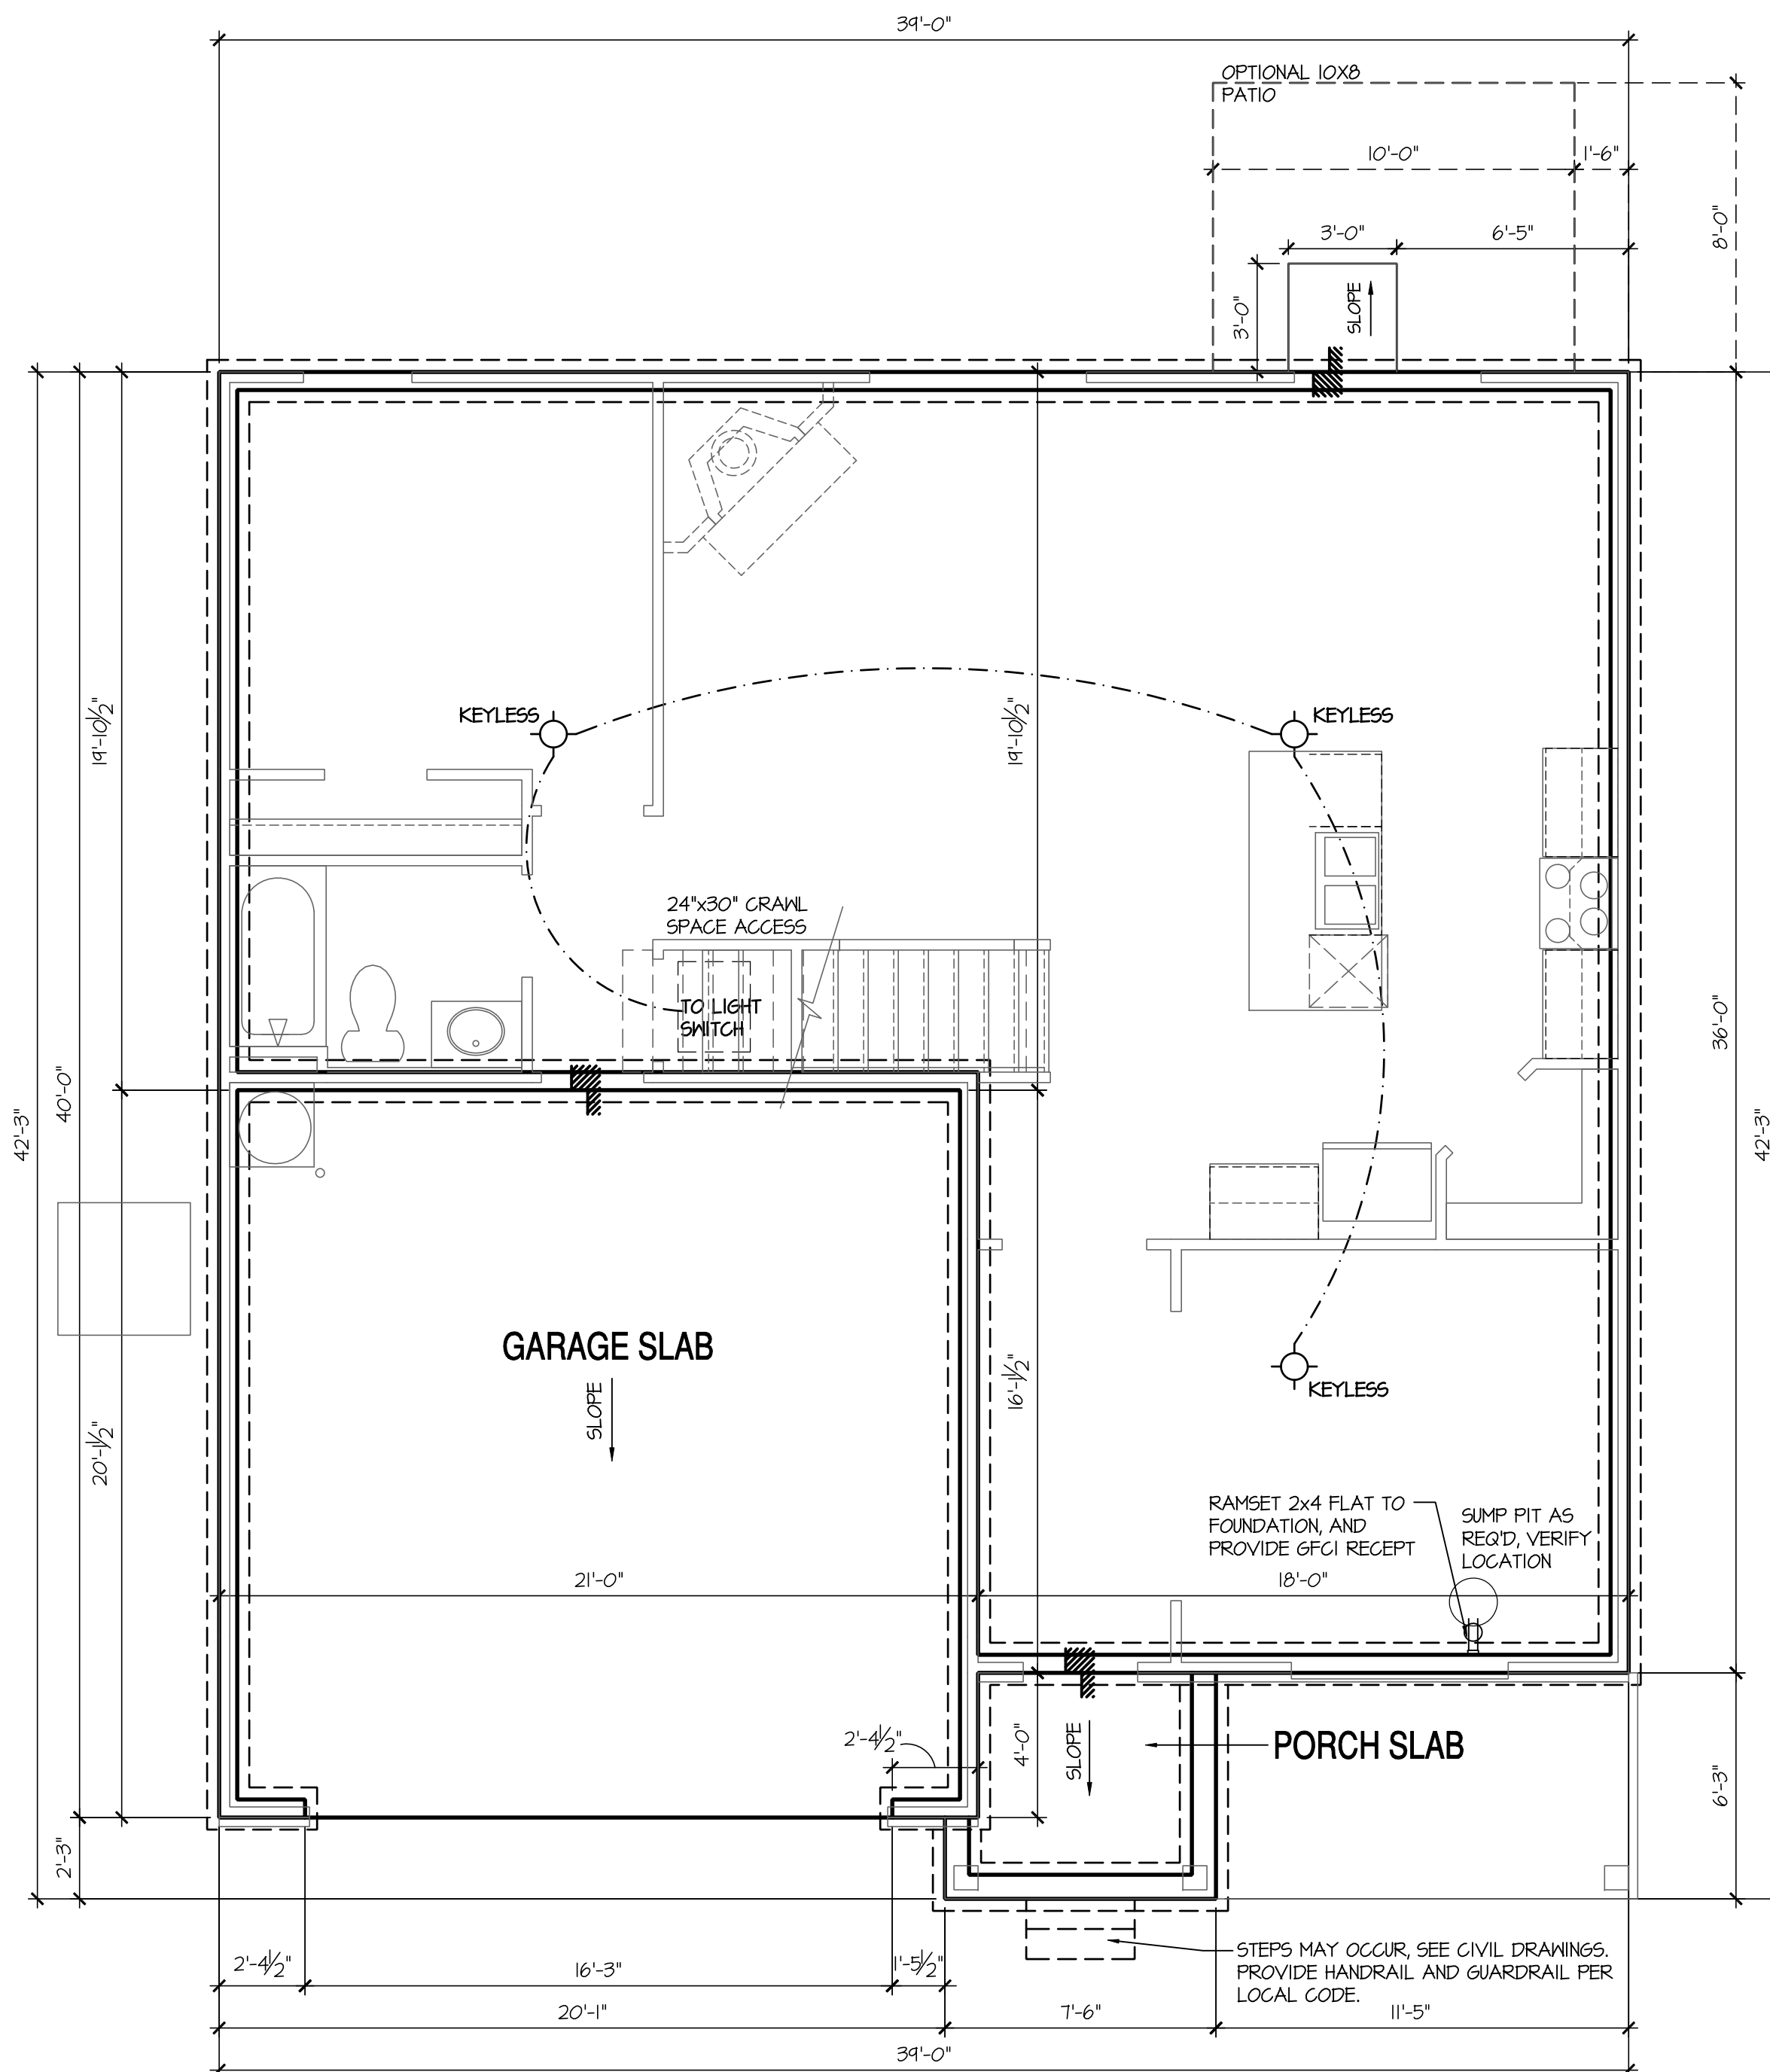 39'-0"
OPTIONAL 10X8
PATIO
10'-0"
1'-6"
8'-0"
3'-0"
6'-5"
3'-0"
SLOPE
19'-10½"
KEYLESS
19'-10½"
KEYLESS
24"x30" CRAWL
SPACE ACCESS
TO LIGHT
SWITCH
36'-0"
40'-0"
42'-3"
42'-3"
GARAGE SLAB
SLOPE
16'-1½"
KEYLESS
20'-1½"
RAMSET 2x4 FLAT TO
FOUNDATION, AND
PROVIDE GFCI RECEPT
SUMP PIT AS
REQ'D, VERIFY
LOCATION
21'-0"
18'-0"
2'-4½"
4'-0"
SLOPE
PORCH SLAB
6'-3"
2'-3"
STEPS MAY OCCUR, SEE CIVIL DRAWINGS.
PROVIDE HANDRAIL AND GUARDRAIL PER
LOCAL CODE.
2'-4½"
16'-3"
1'-5½"
20'-1"
7'-6"
11'-5"
39'-0"